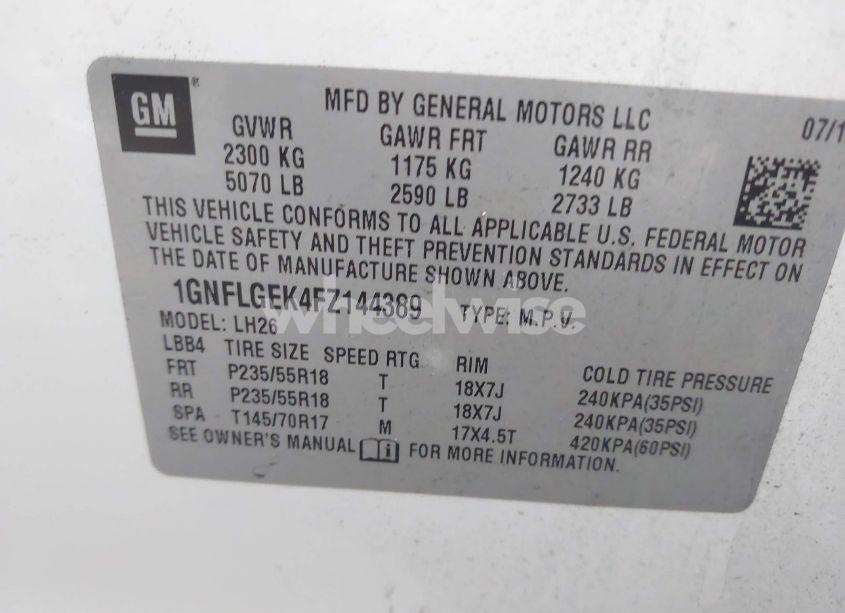 GM®
MFD BY GENERAL MOTORS LLC 07/1
GVWR GAWR FRT GAWR RR
2300 KG 1175 KG 1240 KG
5070 LB 2590 LB 2733 LB
THIS VEHICLE CONFORMS TO ALL APPLICABLE U.S. FEDERAL MOTOR
VEHICLE SAFETY AND THEFT PREVENTION STANDARDS IN EFFECT ON
THE DATE OF MANUFACTURE SHOWN ABOVE.
1GNFLGEK4FZ144389 TYPE: M.P.V.
wheelwise
MODEL: LH26
LBB4 TIRE SIZE SPEED RTG RIM COLD TIRE PRESSURE
FRT P235/55R18 T 18X7J 240KPA(35PSI)
RR P235/55R18 T 18X7J 240KPA(35PSI)
SPA T145/70R17 M 17X4.5T 420KPA(60PSI)
SEE OWNER'S MANUAL i FOR MORE INFORMATION.